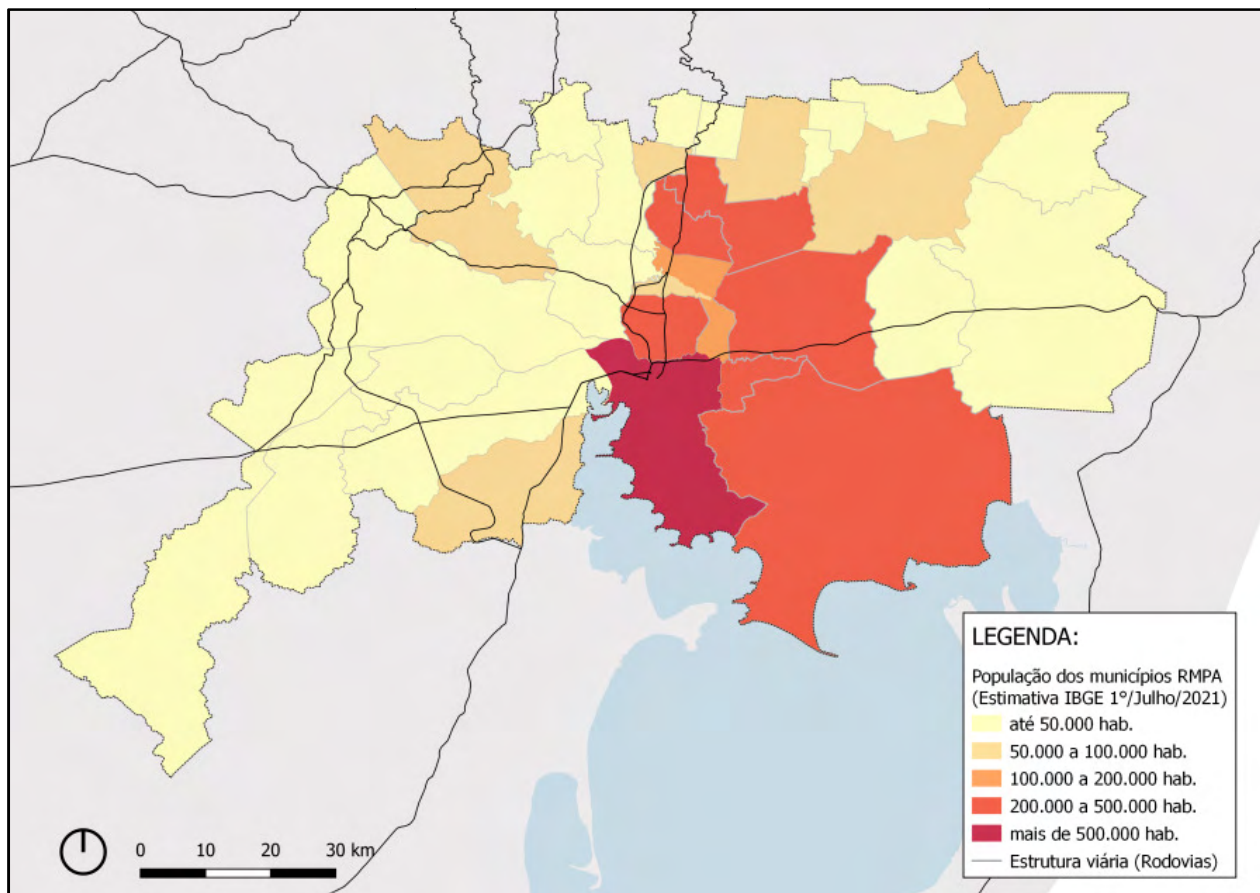 LEGENDA:
População dos municípios RMPA
(Estimativa IBGE 1°/Julho/2021)
até 50.000 hab.
50.000 a 100.000 hab.
100.000 a 200.000 hab.
200.000 a 500.000 hab.
mais de 500.000 hab.
Estrutura viária (Rodovias)
0 10 20 30 km